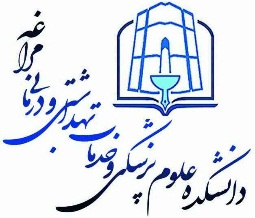 دانشکده علوم پزشکی و خدمات بهداشتی و درمانی مراغه